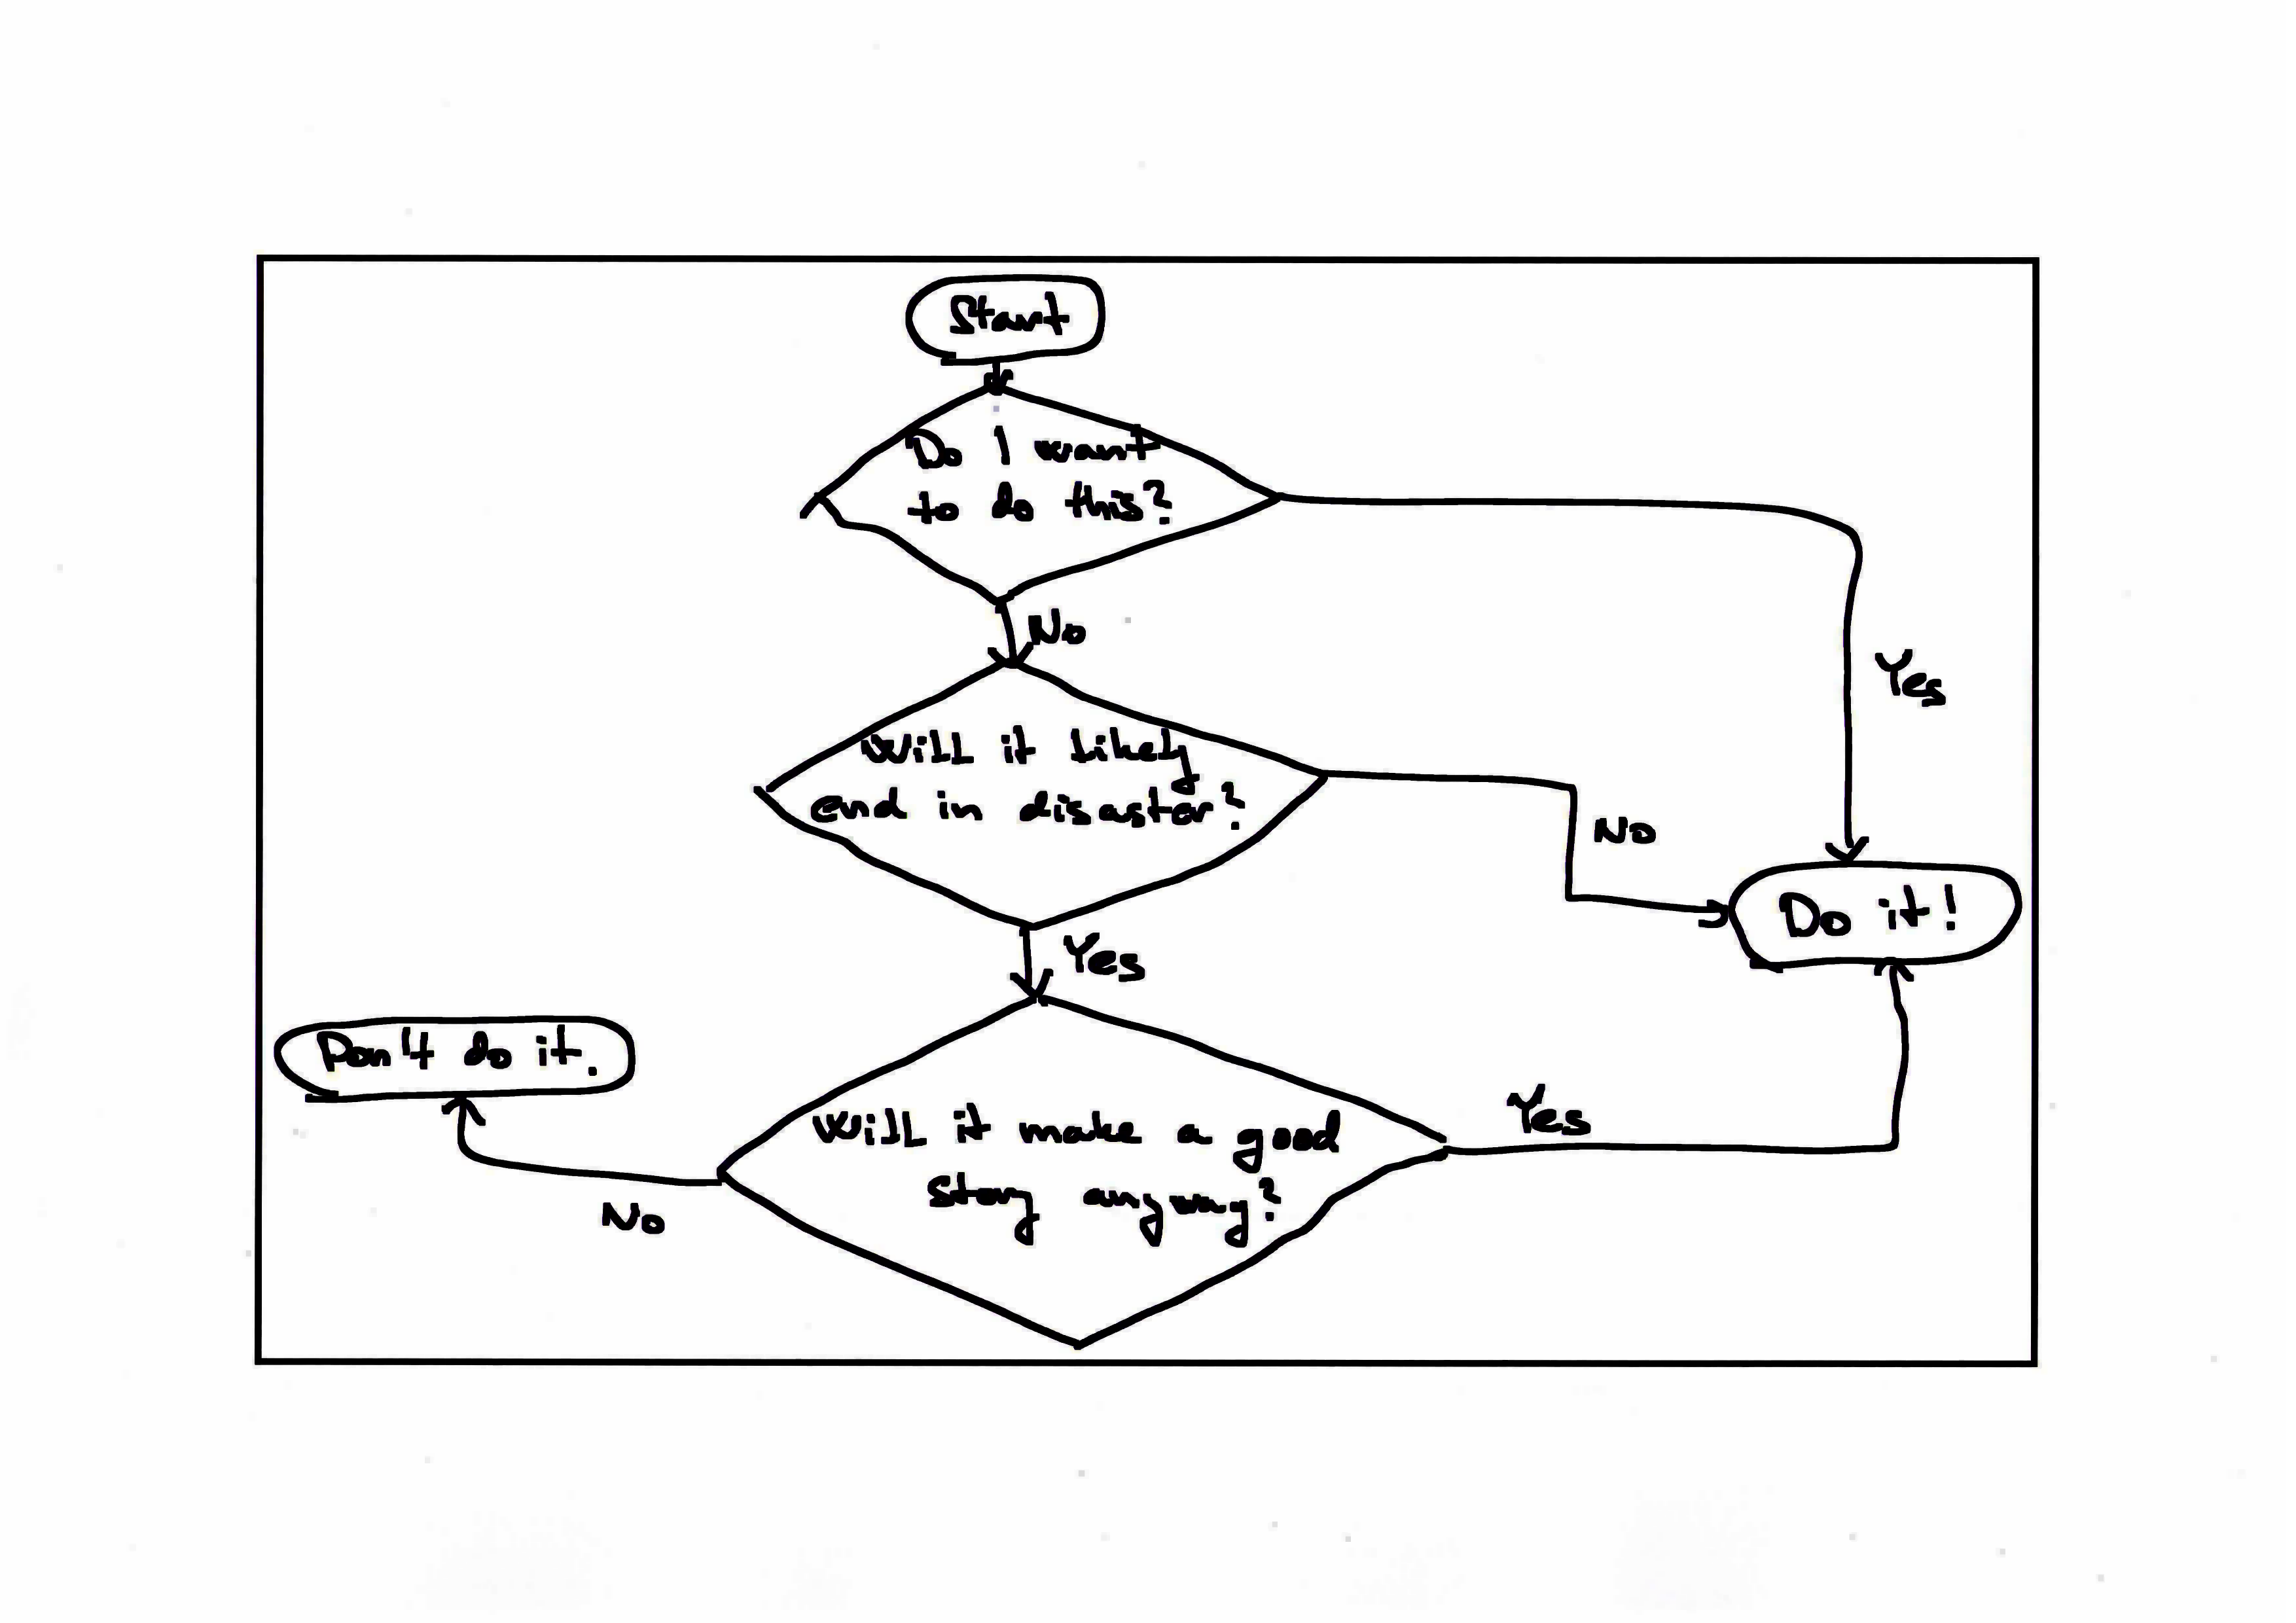 Start
Do I want
to do this?
No
Yes
Will it likely
end in disaster?
No
Do it!
Yes
Don't do it.
Will it make a good
story anyway?
Yes
No